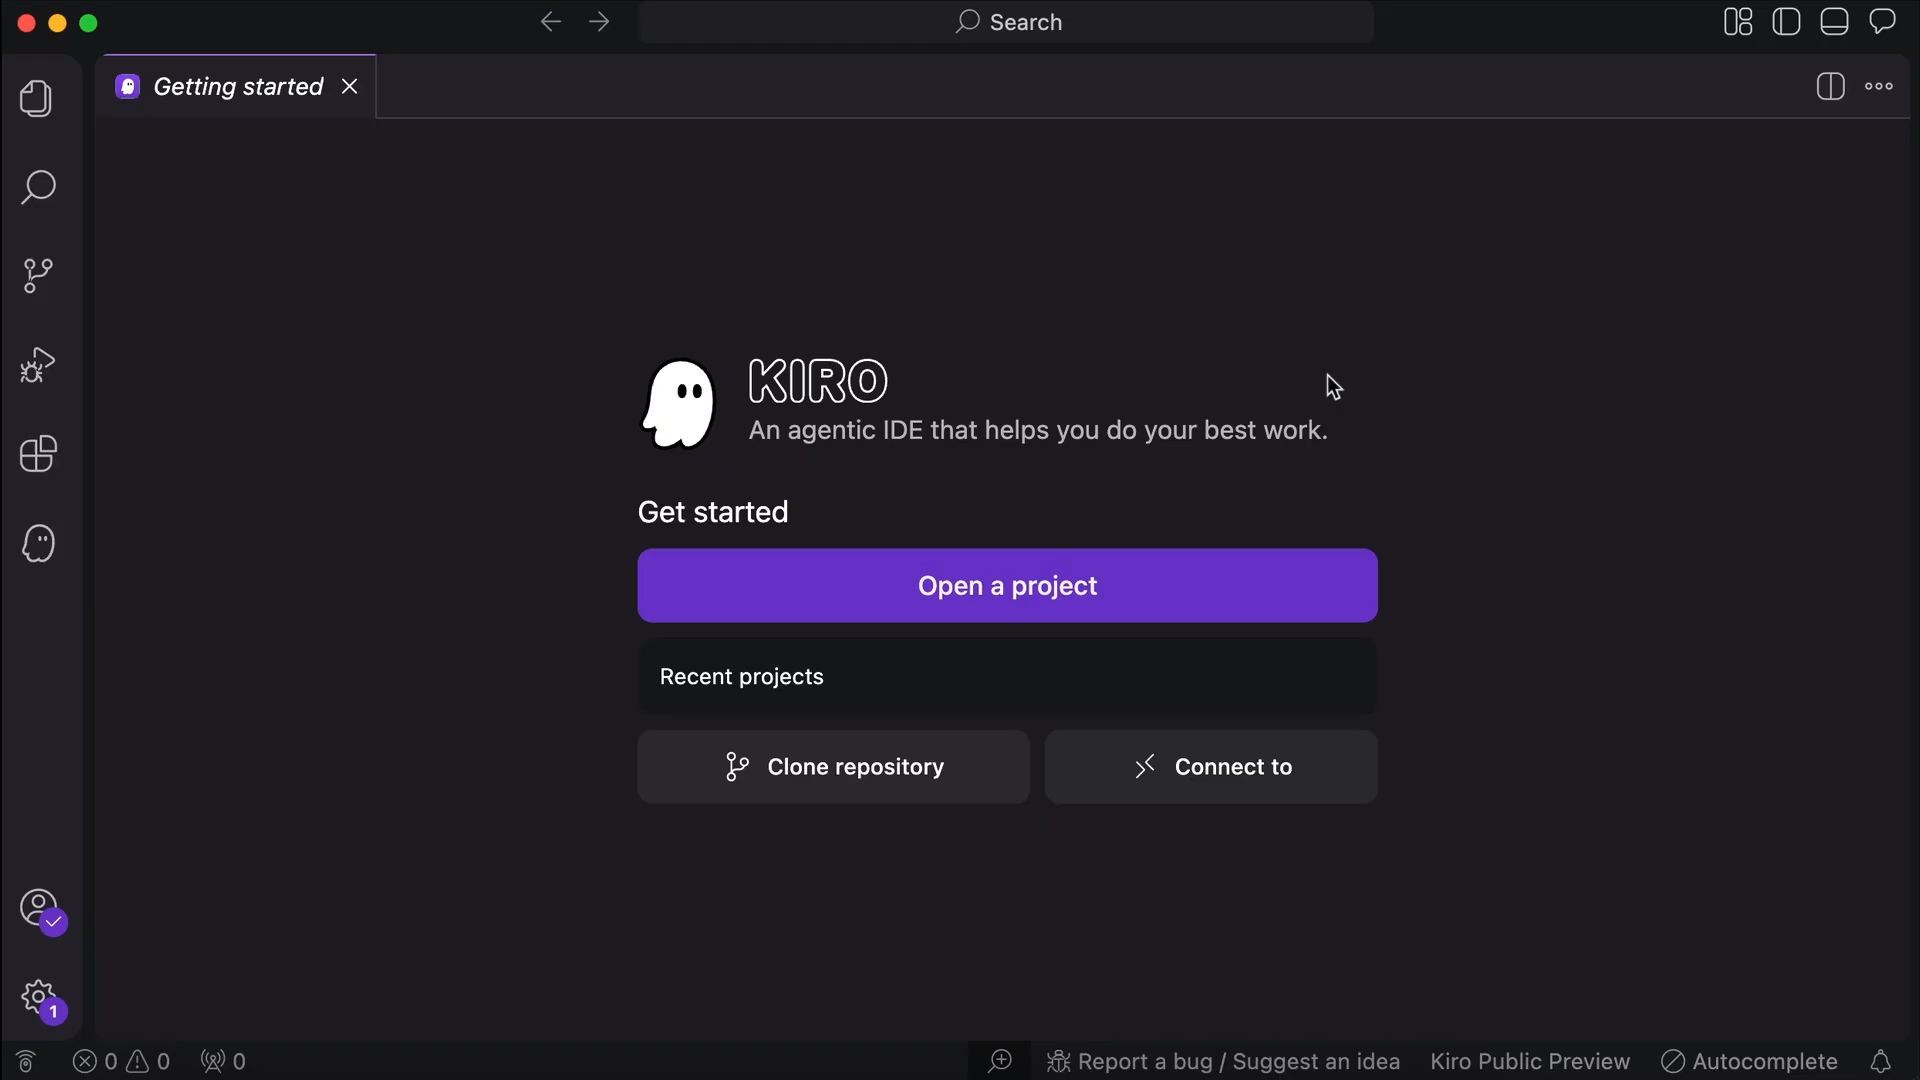 Search
Getting started
KIRO
An agentic IDE that helps you do your best work.
Get started
Open a project
Recent projects
Clone repository
Connect to
1
0 0 0
Report a bug / Suggest an idea
Kiro Public Preview
Autocomplete